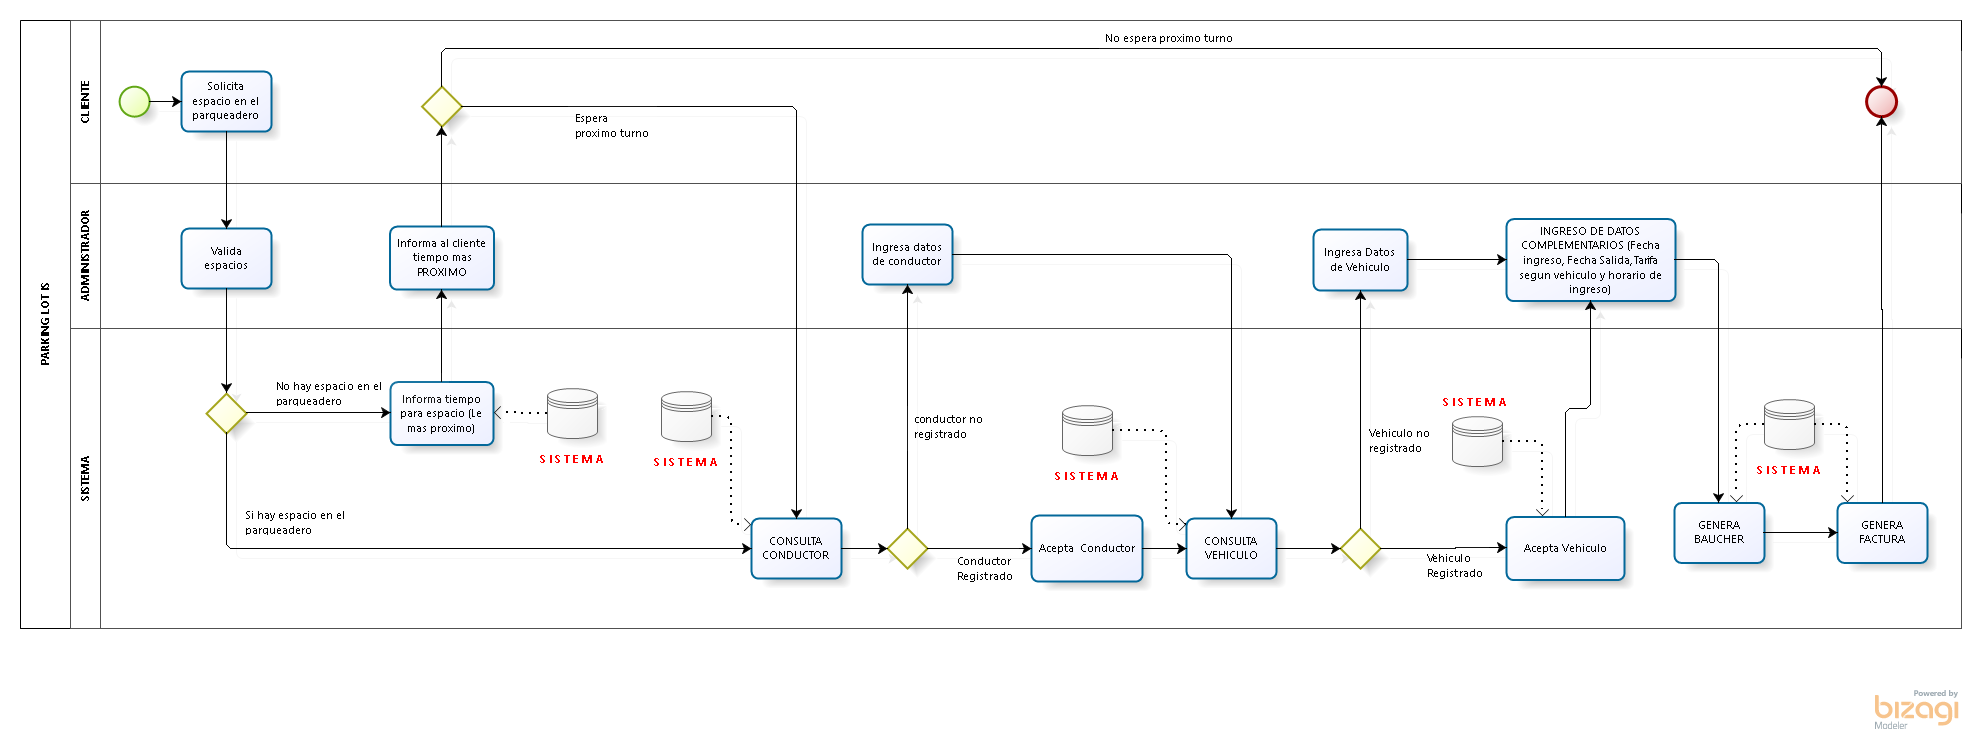 PARKING LOT IS
CLIENTE
Solicita
espacio en el
parqueadero
No espera proximo turno
Espera
proximo turno
ADMINISTRADOR
Valida
espacios
Informa al cliente
tiempo mas
PROXIMO
Ingresa datos
de conductor
Ingresa Datos
de Vehiculo
INGRESO DE DATOS
COMPLEMENTARIOS (Fecha
ingreso, Fecha Salida,Tarifa
segun vehiculo y horario de
ingreso)
SISTEMA
No hay espacio en el
parqueadero
Informa tiempo
para espacio (Le
mas proximo)
SISTEMA
SISTEMA
Si hay espacio en el
parqueadero
CONSULTA
CONDUCTOR
conductor no
registrado
Conductor
Registrado
Acepta  Conductor
SISTEMA
CONSULTA
VEHICULO
Vehiculo no
registrado
Vehiculo
Registrado
SISTEMA
Acepta Vehiculo
SISTEMA
GENERA
BAUCHER
GENERA
FACTURA
Powered by
bizagi
Modeler